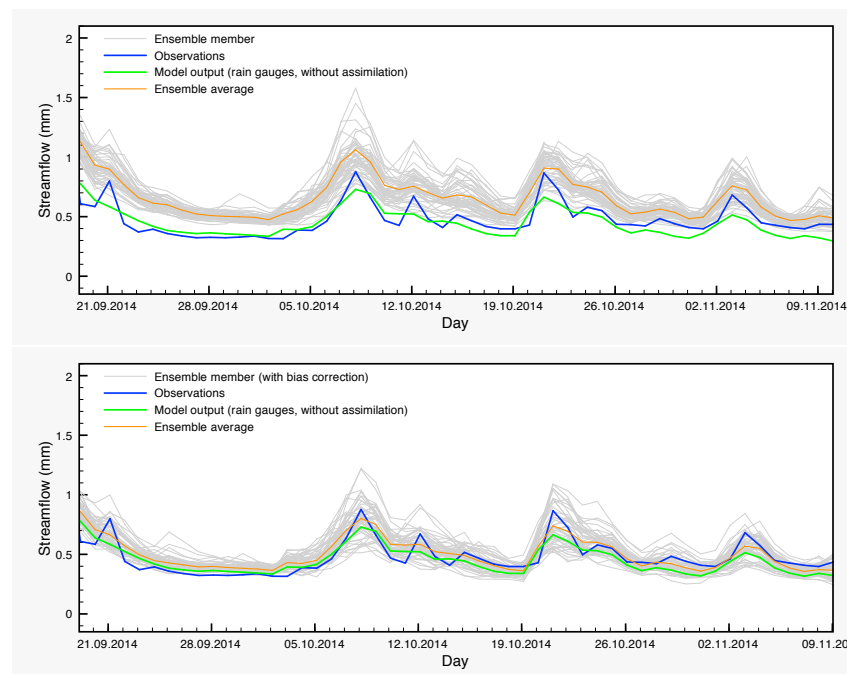 2
Ensemble member
Observations
Model output (rain gauges, without assimilation)
Ensemble average
1.5
1
0.5
0
Streamflow (mm)
21.09.2014 28.09.2014 05.10.2014 12.10.2014 19.10.2014 26.10.2014 02.11.2014 09.11.2014
Day
2
Ensemble member (with bias correction)
Observations
Model output (rain gauges, without assimilation)
Ensemble average
1.5
1
0.5
0
Streamflow (mm)
21.09.2014 28.09.2014 05.10.2014 12.10.2014 19.10.2014 26.10.2014 02.11.2014 09.11.20
Day